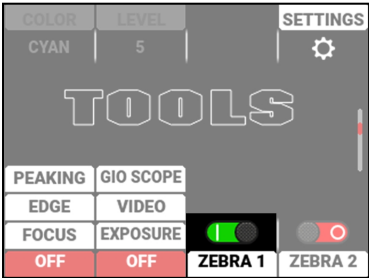 COLOR LEVEL SETTINGS
CYAN 5
TOOLS
PEAKING GIO SCOPE
EDGE VIDEO
FOCUS EXPOSURE
OFF OFF ZEBRA 1 ZEBRA 2